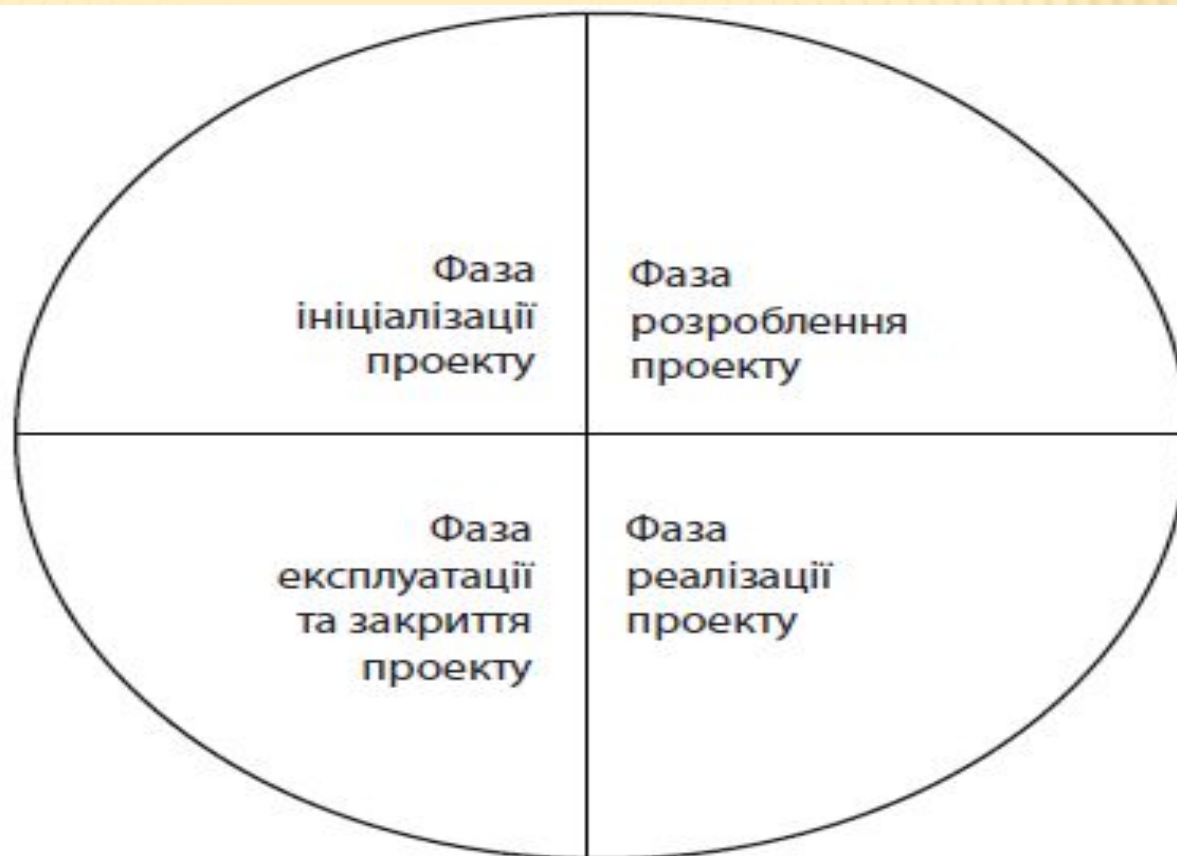 Фаза
ініціалізації
проекту
Фаза
розроблення
проекту
Фаза
експлуатації
та закриття
проекту
Фаза
реалізації
проекту